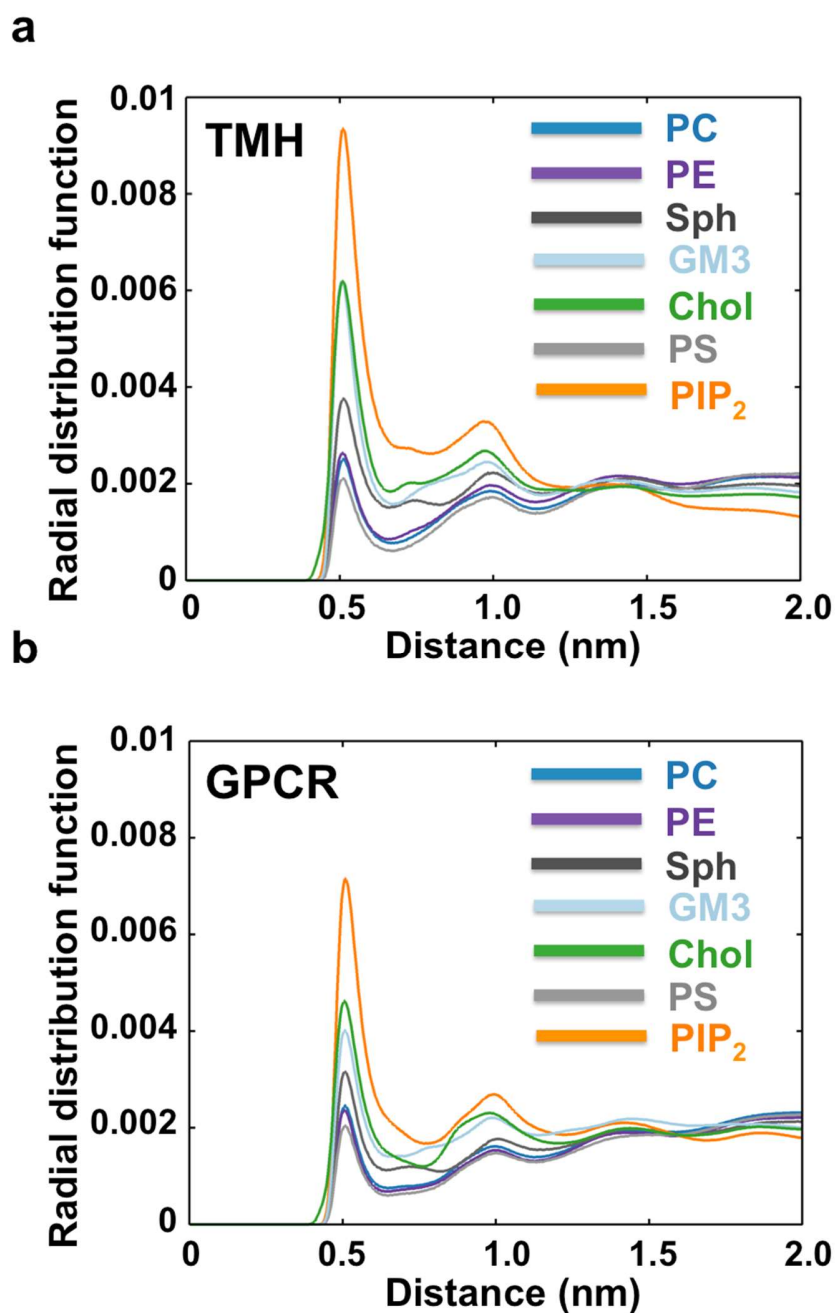 a
Radial distribution function
0.01
0.008
0.006
0.004
0.002
0
TMH
PC
PE
Sph
GM3
Chol
PS
PIP₂
0 0.5 1.0 1.5 2.0
Distance (nm)
b
Radial distribution function
0.01
0.008
0.006
0.004
0.002
0
GPCR
PC
PE
Sph
GM3
Chol
PS
PIP₂
0 0.5 1.0 1.5 2.0
Distance (nm)